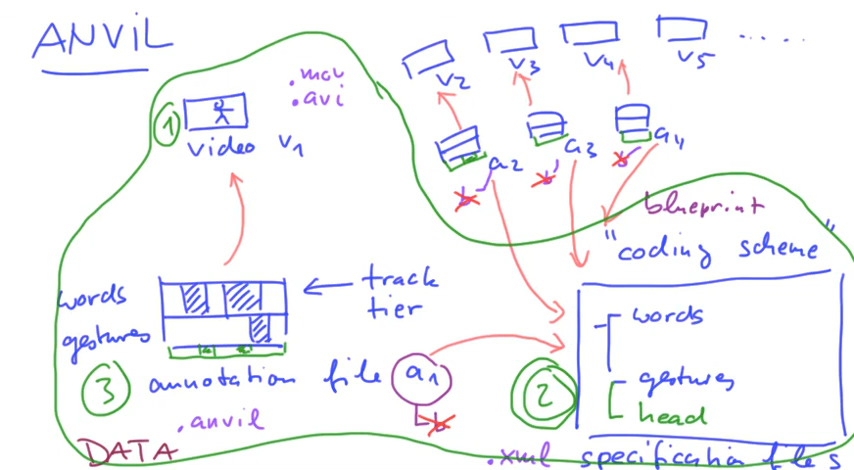 ANVIL
v2
v3
v4
v5 .....
.mov
.avi
1
video v1
a2
a3
a4
b
b
b
blueprint
"coding scheme"
words
gestures
track
tier
words
gestures
head
3 annotation file a1
b
2
.anvil
DATA
.xml specification file s